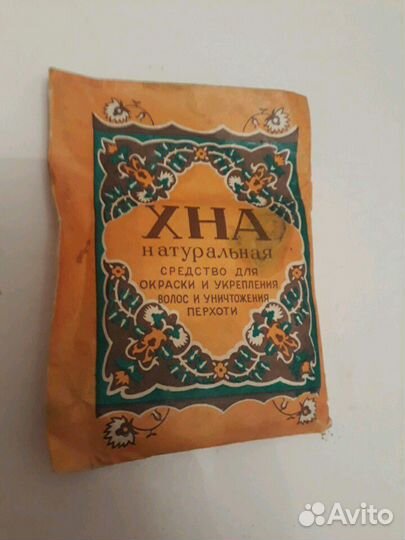 ХНА
натуральная
СРЕДСТВО ДЛЯ
ОКРАСКИ И УКРЕПЛЕНИЯ
ВОЛОС И УНИЧТОЖЕНИЯ
ПЕРХОТИ
Avito